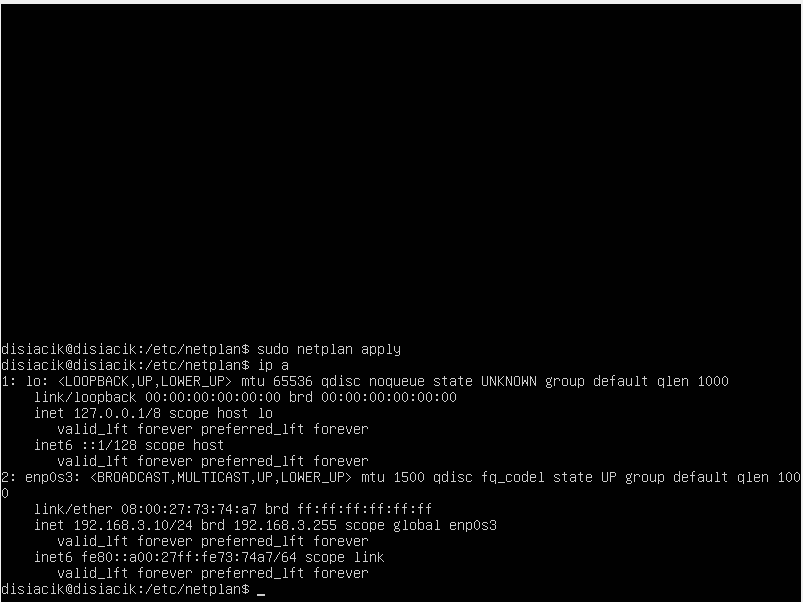 disiacik@disiacik:/etc/netplan$ sudo netplan apply
disiacik@disiacik:/etc/netplan$ ip a
1: lo: <LOOPBACK,UP,LOWER_UP> mtu 65536 qdisc noqueue state UNKNOWN group default qlen 1000
    link/loopback 00:00:00:00:00:00 brd 00:00:00:00:00:00
    inet 127.0.0.1/8 scope host lo
       valid_lft forever preferred_lft forever
    inet6 ::1/128 scope host
       valid_lft forever preferred_lft forever
2: enp0s3: <BROADCAST,MULTICAST,UP,LOWER_UP> mtu 1500 qdisc fq_codel state UP group default qlen 100
0
    link/ether 08:00:27:73:74:a7 brd ff:ff:ff:ff:ff:ff
    inet 192.168.3.10/24 brd 192.168.3.255 scope global enp0s3
       valid_lft forever preferred_lft forever
    inet6 fe80::a00:27ff:fe73:74a7/64 scope link
       valid_lft forever preferred_lft forever
disiacik@disiacik:/etc/netplan$ _